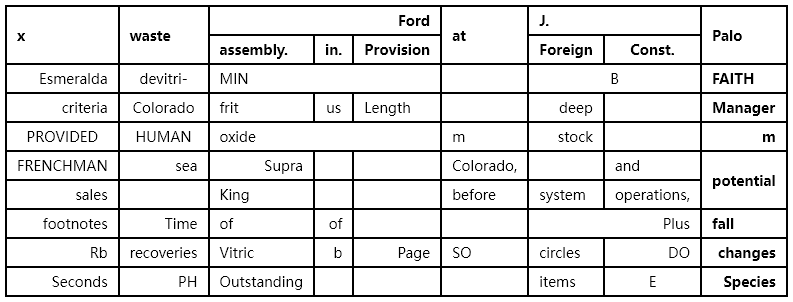 x waste Ford at J. Palo
assembly. in. Provision Foreign Const.
Esmeralda devitri- MIN B FAITH
criteria Colorado frit us Length deep Manager
PROVIDED HUMAN oxide m stock m
FRENCHMAN sea Supra Colorado, and potential
sales King before system operations,
footnotes Time of of Plus fall
Rb recoveries Vitric b Page SO circles DO changes
Seconds PH Outstanding items E Species